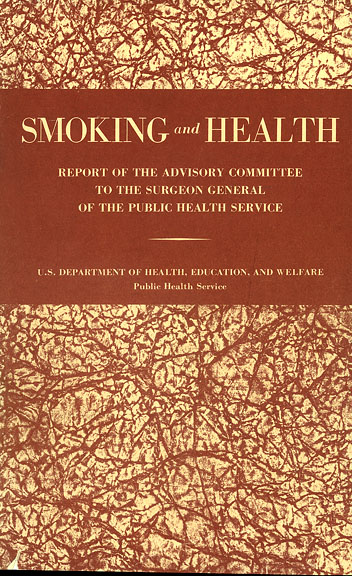 SMOKING and HEALTH
REPORT OF THE ADVISORY COMMITTEE
TO THE SURGEON GENERAL
OF THE PUBLIC HEALTH SERVICE
U.S. DEPARTMENT OF HEALTH, EDUCATION, AND WELFARE
Public Health Service